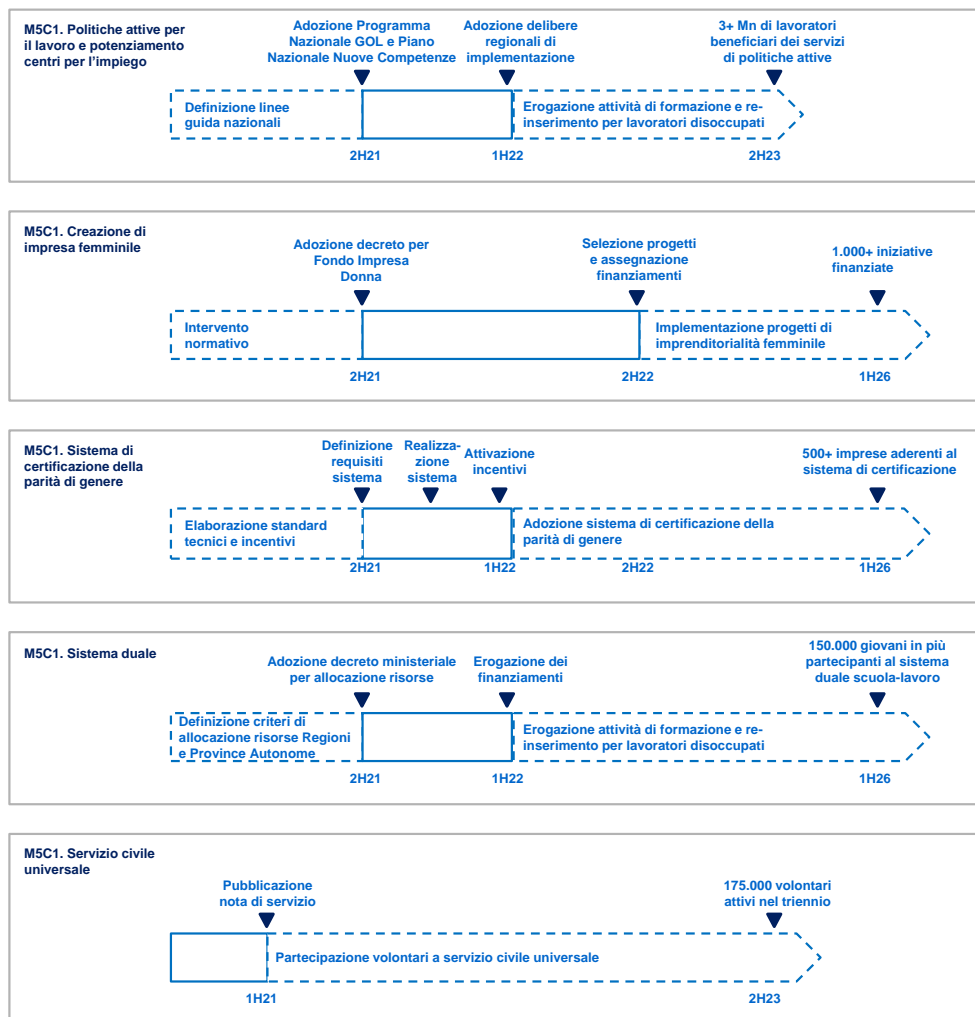 M5C1. Politiche attive per
il lavoro e potenziamento
centri per l'impiego
Adozione Programma
Nazionale GOL e Piano
Nazionale Nuove Competenze
Adozione delibere
regionali di
implementazione
3+ Mn di lavoratori
beneficiari dei servizi
di politiche attive
Definizione linee
guida nazionali
Erogazione attività di formazione e re-
inserimento per lavoratori disoccupati
2H21
1H22
2H23
M5C1. Creazione di
impresa femminile
Adozione decreto per
Fondo Impresa
Donna
Selezione progetti
e assegnazione
finanziamenti
1.000+ iniziative
finanziate
Intervento
normativo
Implementazione progetti di
imprenditorialità femminile
2H21
2H22
1H26
M5C1. Sistema di
certificazione della
parità di genere
Definizione
requisiti
sistema
Realizza-
zione
sistema
Attivazione
incentivi
500+ imprese aderenti al
sistema di certificazione
Elaborazione standard
tecnici e incentivi
Adozione sistema di certificazione della
parità di genere
2H21
1H22
2H22
1H26
M5C1. Sistema duale
Adozione decreto ministeriale
per allocazione risorse
Erogazione dei
finanziamenti
150.000 giovani in più
partecipanti al sistema
duale scuola-lavoro
Definizione criteri di
allocazione risorse Regioni
e Province Autonome
Erogazione attività di formazione e re-
inserimento per lavoratori disoccupati
2H21
1H22
1H26
M5C1. Servizio civile
universale
Pubblicazione
nota di servizio
175.000 volontari
attivi nel triennio
Partecipazione volontari a servizio civile universale
1H21
2H23